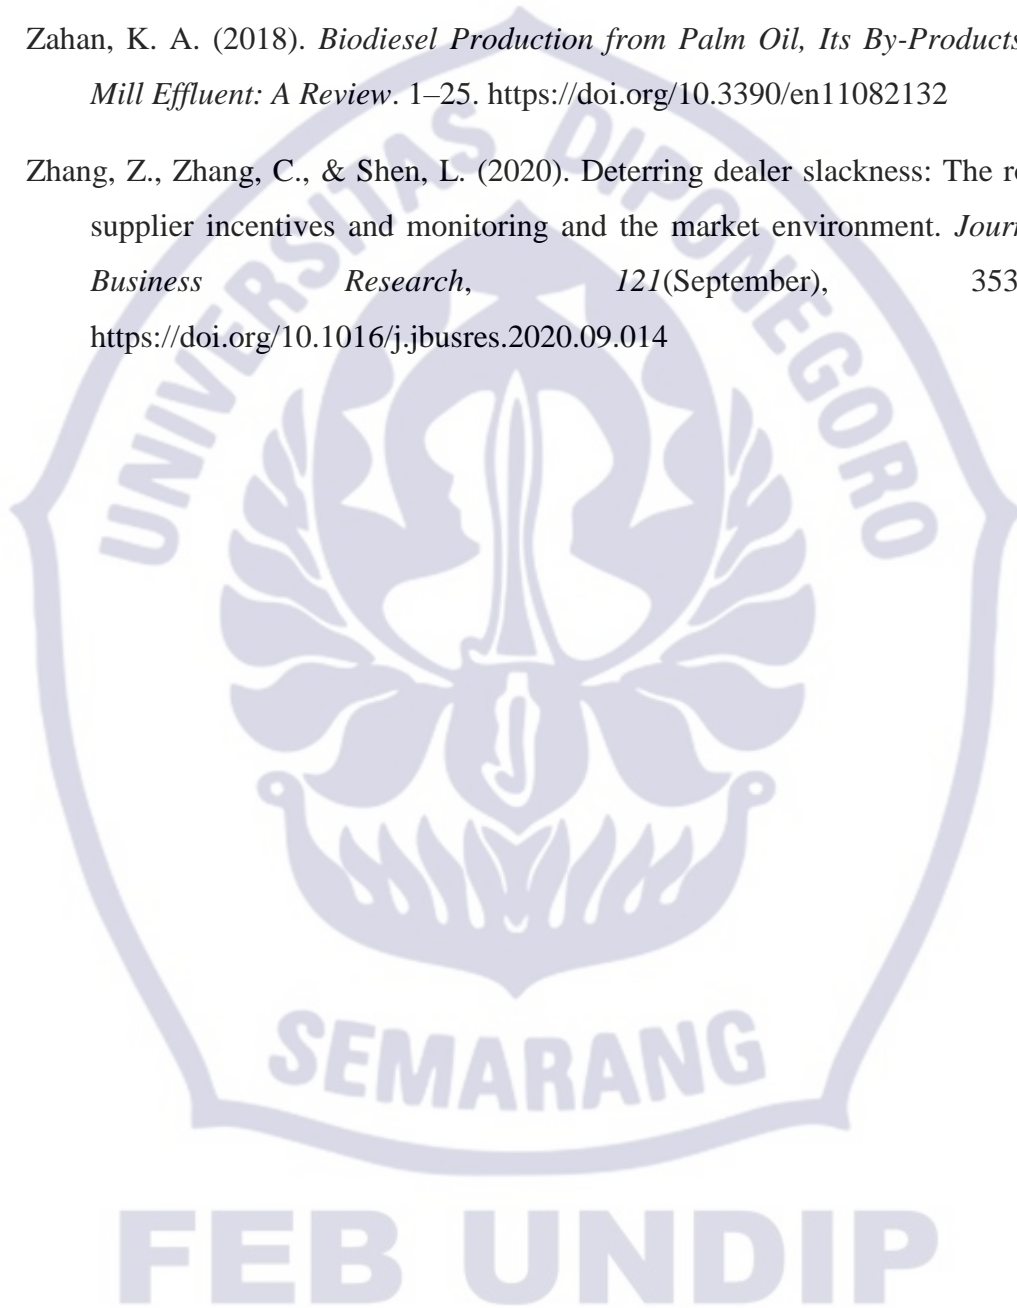 Zahan, K. A. (2018). Biodiesel Production from Palm Oil, Its By-Products
Mill Effluent: A Review. 1–25. https://doi.org/10.3390/en11082132
Zhang, Z., Zhang, C., & Shen, L. (2020). Deterring dealer slackness: The
supplier incentives and monitoring and the market environment.
Business Research, 121(September), 353
https://doi.org/10.1016/j.jbusres.2020.09.014
UNIVERSITAS DIPONEGORO
SEMARANG
FEB UNDIP